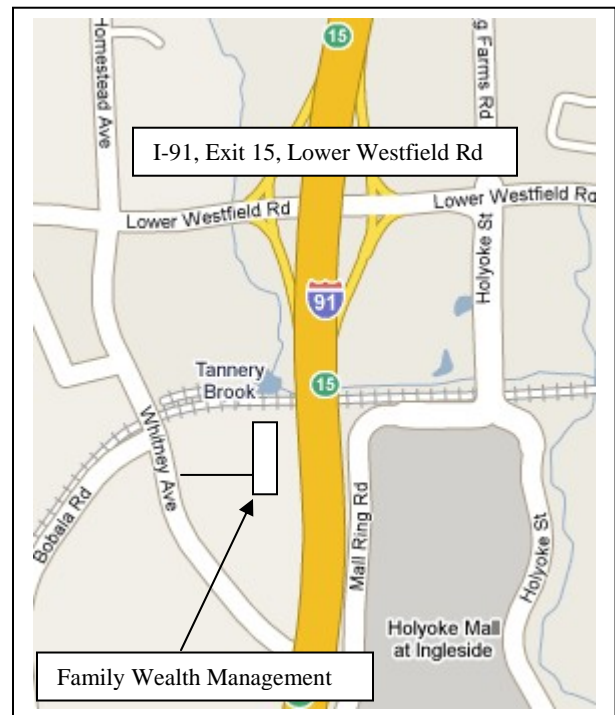 15
Homestead Ave
g Farms Rd
I-91, Exit 15, Lower Westfield Rd
Lower Westfield Rd
Lower Westfield Rd
Holyoke St
91
Tannery
Brook
15
Whitney Ave
Bobala Rd
Mall Ring Rd
Holyoke St
Holyoke Mall
at Ingleside
Family Wealth Management